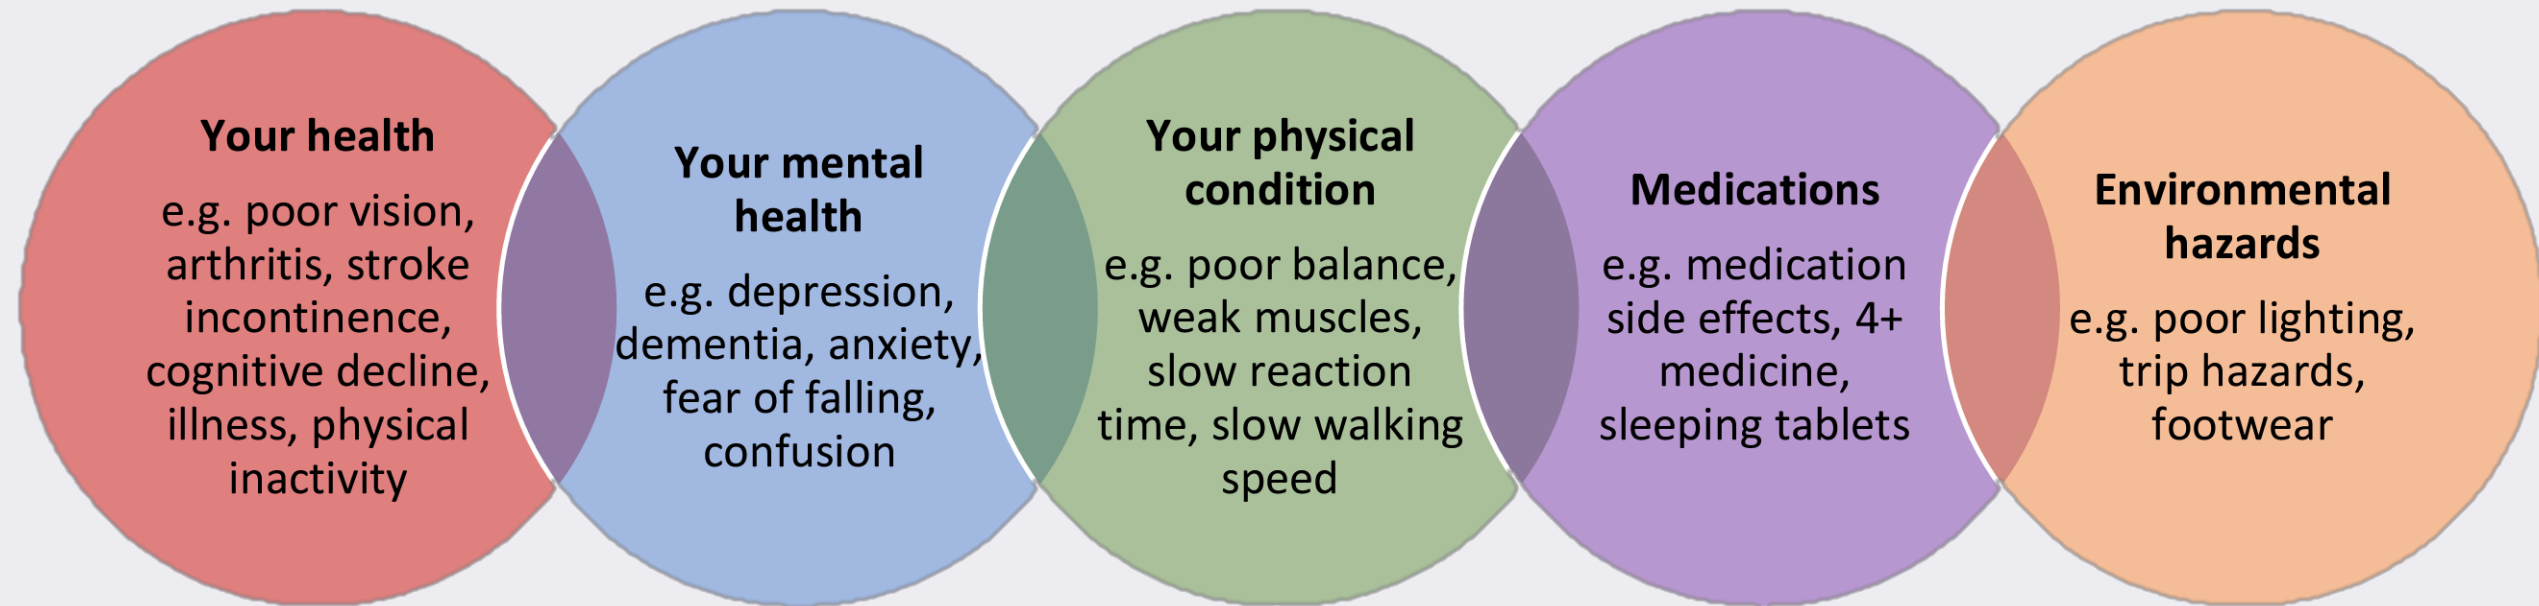 Your health
e.g. poor vision,
arthritis, stroke
incontinence,
cognitive decline,
illness, physical
inactivity
Your mental
health
e.g. depression,
dementia, anxiety,
fear of falling,
confusion
Your physical
condition
e.g. poor balance,
weak muscles,
slow reaction
time, slow walking
speed
Medications
e.g. medication
side effects, 4+
medicine,
sleeping tablets
Environmental
hazards
e.g. poor lighting,
trip hazards,
footwear